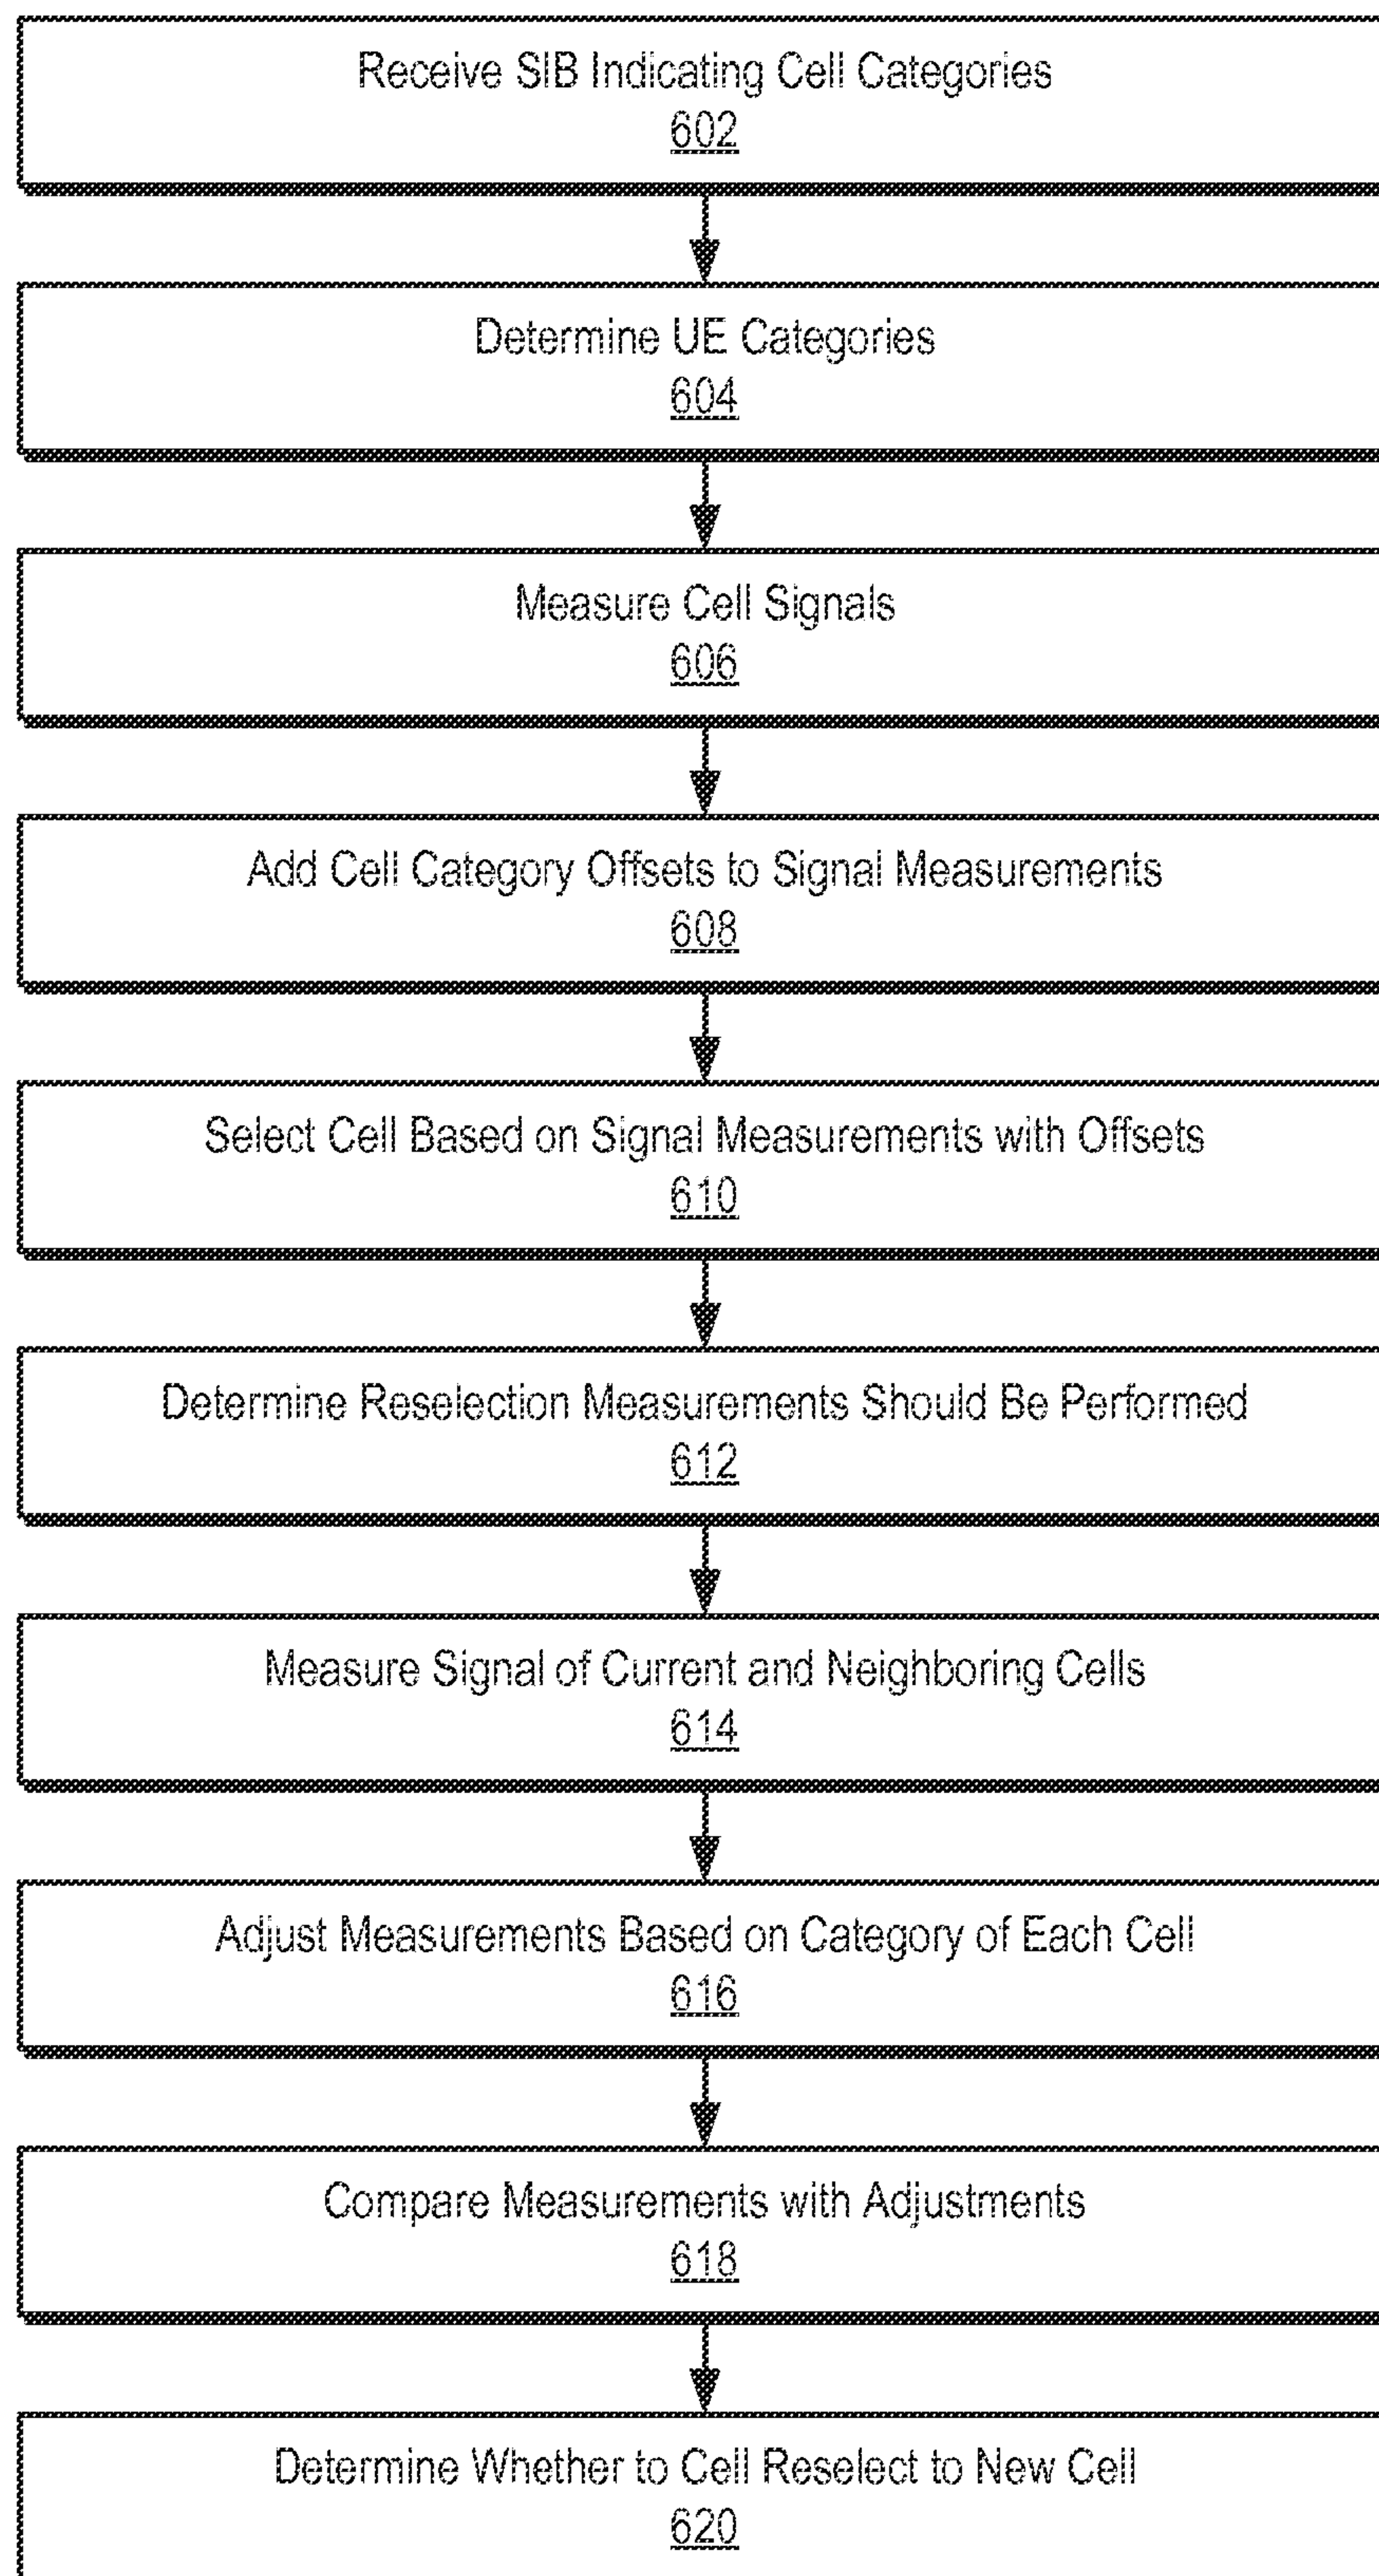 Receive SIB Indicating Cell Categories
602
Determine UE Categories
604
Measure Cell Signals
606
Add Cell Category Offsets to Signal Measurements
608
Select Cell Based on Signal Measurements with Offsets
610
Determine Reselection Measurements Should Be Performed
612
Measure Signal of Current and Neighboring Cells
614
Adjust Measurements Based on Category of Each Cell
616
Compare Measurements with Adjustments
618
Determine Whether to Cell Reselect to New Cell
620